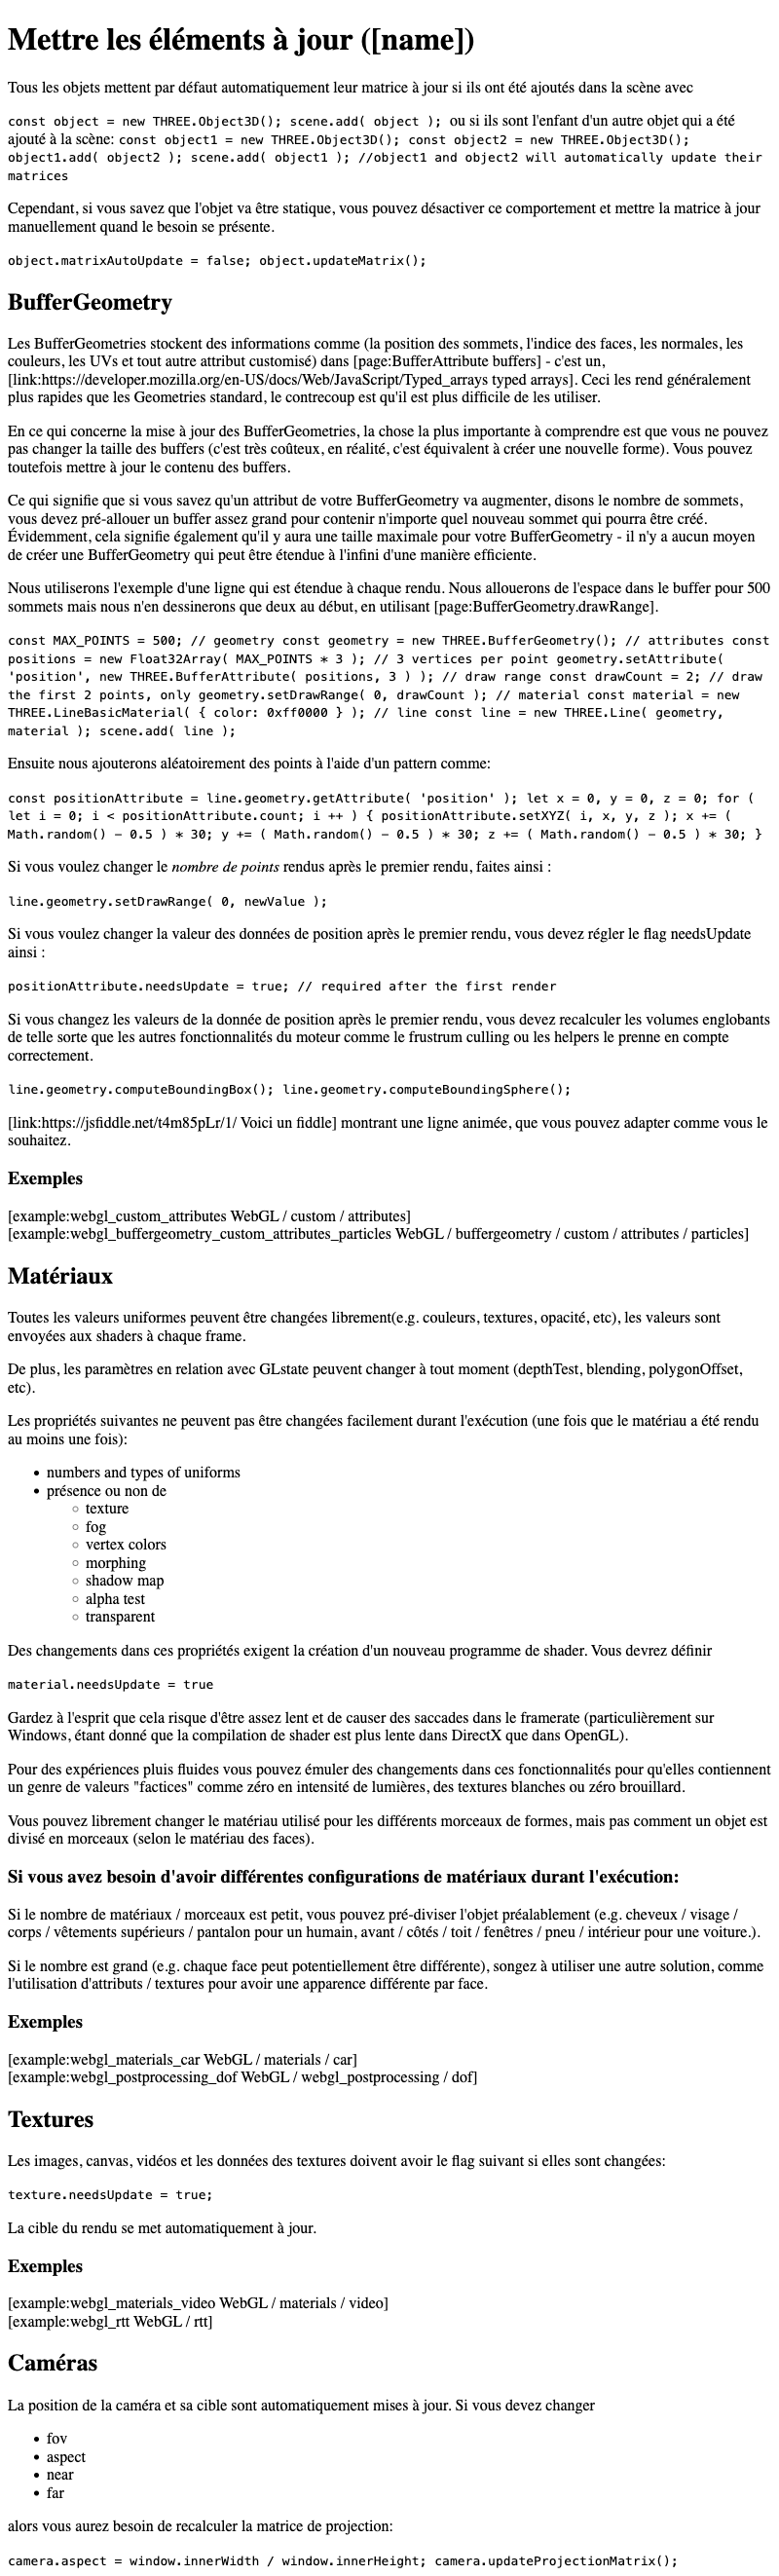 Mettre les éléments à jour ([name])
Tous les objets mettent par défaut automatiquement leur matrice à jour si ils ont été ajoutés dans la scène avec
const object = new THREE.Object3D(); scene.add( object ); ou si ils sont l'enfant d'un autre objet qui a été
ajouté à la scène: const object1 = new THREE.Object3D(); const object2 = new THREE.Object3D();
object1.add( object2 ); scene.add( object1 ); //object1 and object2 will automatically update their
matrices
Cependant, si vous savez que l'objet va être statique, vous pouvez désactiver ce comportement et mettre la matrice à jour
manuellement quand le besoin se présente.
object.matrixAutoUpdate = false; object.updateMatrix();
BufferGeometry
Les BufferGeometries stockent des informations comme (la position des sommets, l'indice des faces, les normales, les
couleurs, les UVs et tout autre attribut customisé) dans [page:BufferAttribute buffers] - c'est un,
[link:https://developer.mozilla.org/en-US/docs/Web/JavaScript/Typed_arrays typed arrays]. Ceci les rend généralement
plus rapides que les Geometries standard, le contrecoup est qu'il est plus difficile de les utiliser.
En ce qui concerne la mise à jour des BufferGeometries, la chose la plus importante à comprendre est que vous ne pouvez
pas changer la taille des buffers (c'est très coûteux, en réalité, c'est équivalent à créer une nouvelle forme). Vous pouvez
toutefois mettre à jour le contenu des buffers.
Ce qui signifie que si vous savez qu'un attribut de votre BufferGeometry va augmenter, disons le nombre de sommets,
vous devez pré-allouer un buffer assez grand pour contenir n'importe quel nouveau sommet qui pourra être créé.
Évidemment, cela signifie également qu'il y aura une taille maximale pour votre BufferGeometry - il n'y a aucun moyen
de créer une BufferGeometry qui peut être étendue à l'infini d'une manière efficiente.
Nous utiliserons l'exemple d'une ligne qui est étendue à chaque rendu. Nous allouerons de l'espace dans le buffer pour 500
sommets mais nous n'en dessinerons que deux au début, en utilisant [page:BufferGeometry.drawRange].
const MAX_POINTS = 500; // geometry const geometry = new THREE.BufferGeometry(); // attributes const
positions = new Float32Array( MAX_POINTS * 3 ); // 3 vertices per point geometry.setAttribute(
'position', new THREE.BufferAttribute( positions, 3 ) ); // draw range const drawCount = 2; // draw
the first 2 points, only geometry.setDrawRange( 0, drawCount ); // material const material = new
THREE.LineBasicMaterial( { color: 0xff0000 } ); // line const line = new THREE.Line( geometry,
material ); scene.add( line );
Ensuite nous ajouterons aléatoirement des points à l'aide d'un pattern comme:
const positionAttribute = line.geometry.getAttribute( 'position' ); let x = 0, y = 0, z = 0; for (
let i = 0; i < positionAttribute.count; i ++ ) { positionAttribute.setXYZ( i, x, y, z ); x += (
Math.random() - 0.5 ) * 30; y += ( Math.random() - 0.5 ) * 30; z += ( Math.random() - 0.5 ) * 30; }
Si vous voulez changer le nombre de points rendus après le premier rendu, faites ainsi :
line.geometry.setDrawRange( 0, newValue );
Si vous voulez changer la valeur des données de position après le premier rendu, vous devez régler le flag needsUpdate
ainsi :
positionAttribute.needsUpdate = true; // required after the first render
Si vous changez les valeurs de la donnée de position après le premier rendu, vous devez recalculer les volumes englobants
de telle sorte que les autres fonctionnalités du moteur comme le frustrum culling ou les helpers le prenne en compte
correctement.
line.geometry.computeBoundingBox(); line.geometry.computeBoundingSphere();
[link:https://jsfiddle.net/t4m85pLr/1/ Voici un fiddle] montrant une ligne animée, que vous pouvez adapter comme vous le
souhaitez.
Exemples
[example:webgl_custom_attributes WebGL / custom / attributes]
[example:webgl_buffergeometry_custom_attributes_particles WebGL / buffergeometry / custom / attributes / particles]
Matériaux
Toutes les valeurs uniformes peuvent être changées librement(e.g. couleurs, textures, opacité, etc), les valeurs sont
envoyées aux shaders à chaque frame.
De plus, les paramètres en relation avec GLstate peuvent changer à tout moment (depthTest, blending, polygonOffset,
etc).
Les propriétés suivantes ne peuvent pas être changées facilement durant l'exécution (une fois que le matériau a été rendu
au moins une fois):
• numbers and types of uniforms
• présence ou non de
◦ texture
◦ fog
◦ vertex colors
◦ morphing
◦ shadow map
◦ alpha test
◦ transparent
Des changements dans ces propriétés exigent la création d'un nouveau programme de shader. Vous devrez définir
material.needsUpdate = true
Gardez à l'esprit que cela risque d'être assez lent et de causer des saccades dans le framerate (particulièrement sur
Windows, étant donné que la compilation de shader est plus lente dans DirectX que dans OpenGL).
Pour des expériences pluis fluides vous pouvez émuler des changements dans ces fonctionnalités pour qu'elles contiennent
un genre de valeurs "factices" comme zéro en intensité de lumières, des textures blanches ou zéro brouillard.
Vous pouvez librement changer le matériau utilisé pour les différents morceaux de formes, mais pas comment un objet est
divisé en morceaux (selon le matériau des faces).
Si vous avez besoin d'avoir différentes configurations de matériaux durant l'exécution:
Si le nombre de matériaux / morceaux est petit, vous pouvez pré-diviser l'objet préalablement (e.g. cheveux / visage /
corps / vêtements supérieurs / pantalon pour un humain, avant / côtés / toit / fenêtres / pneu / intérieur pour une voiture.).
Si le nombre est grand (e.g. chaque face peut potentiellement être différente), songez à utiliser une autre solution, comme
l'utilisation d'attributs / textures pour avoir une apparence différente par face.
Exemples
[example:webgl_materials_car WebGL / materials / car]
[example:webgl_postprocessing_dof WebGL / webgl_postprocessing / dof]
Textures
Les images, canvas, vidéos et les données des textures doivent avoir le flag suivant si elles sont changées:
texture.needsUpdate = true;
La cible du rendu se met automatiquement à jour.
Exemples
[example:webgl_materials_video WebGL / materials / video]
[example:webgl_rtt WebGL / rtt]
Caméras
La position de la caméra et sa cible sont automatiquement mises à jour. Si vous devez changer
• fov
• aspect
• near
• far
alors vous aurez besoin de recalculer la matrice de projection:
camera.aspect = window.innerWidth / window.innerHeight; camera.updateProjectionMatrix();